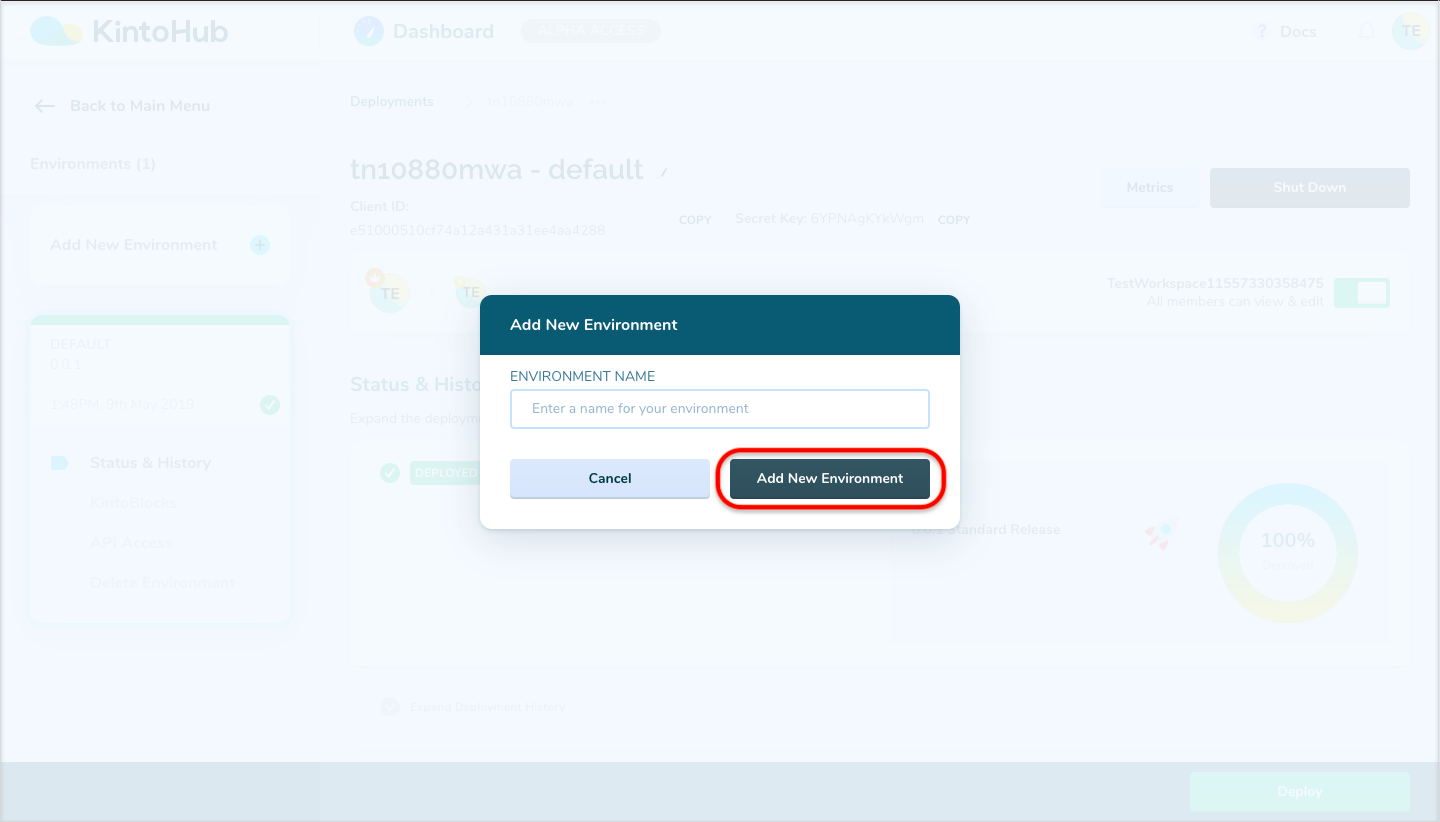 KintoHub
Dashboard
ALPHA ACCESS
? Docs
TE
Back to Main Menu
Deployments
tn10880mwa
Environments (1)
tn10880mwa - default
Metrics
Shut Down
Client ID:
e51000510cf74a12a431a31ee4aa4288
COPY
Secret Key: 6YPNAgKYkWgm
COPY
Add New Environment
TE
TE
TestWorkspace11557330358475
All members can view & edit
DEFAULT
0.0.1
1:48PM, 9th May 2019
Status & Histo
Expand the deployme
Add New Environment
ENVIRONMENT NAME
Enter a name for your environment
Cancel
Add New Environment
Status & History
KintoBlocks
API Access
Delete Environment
DEPLOYED
0.0.1 Standard Release
100%
Deployed
Expand Deployment History
Deploy